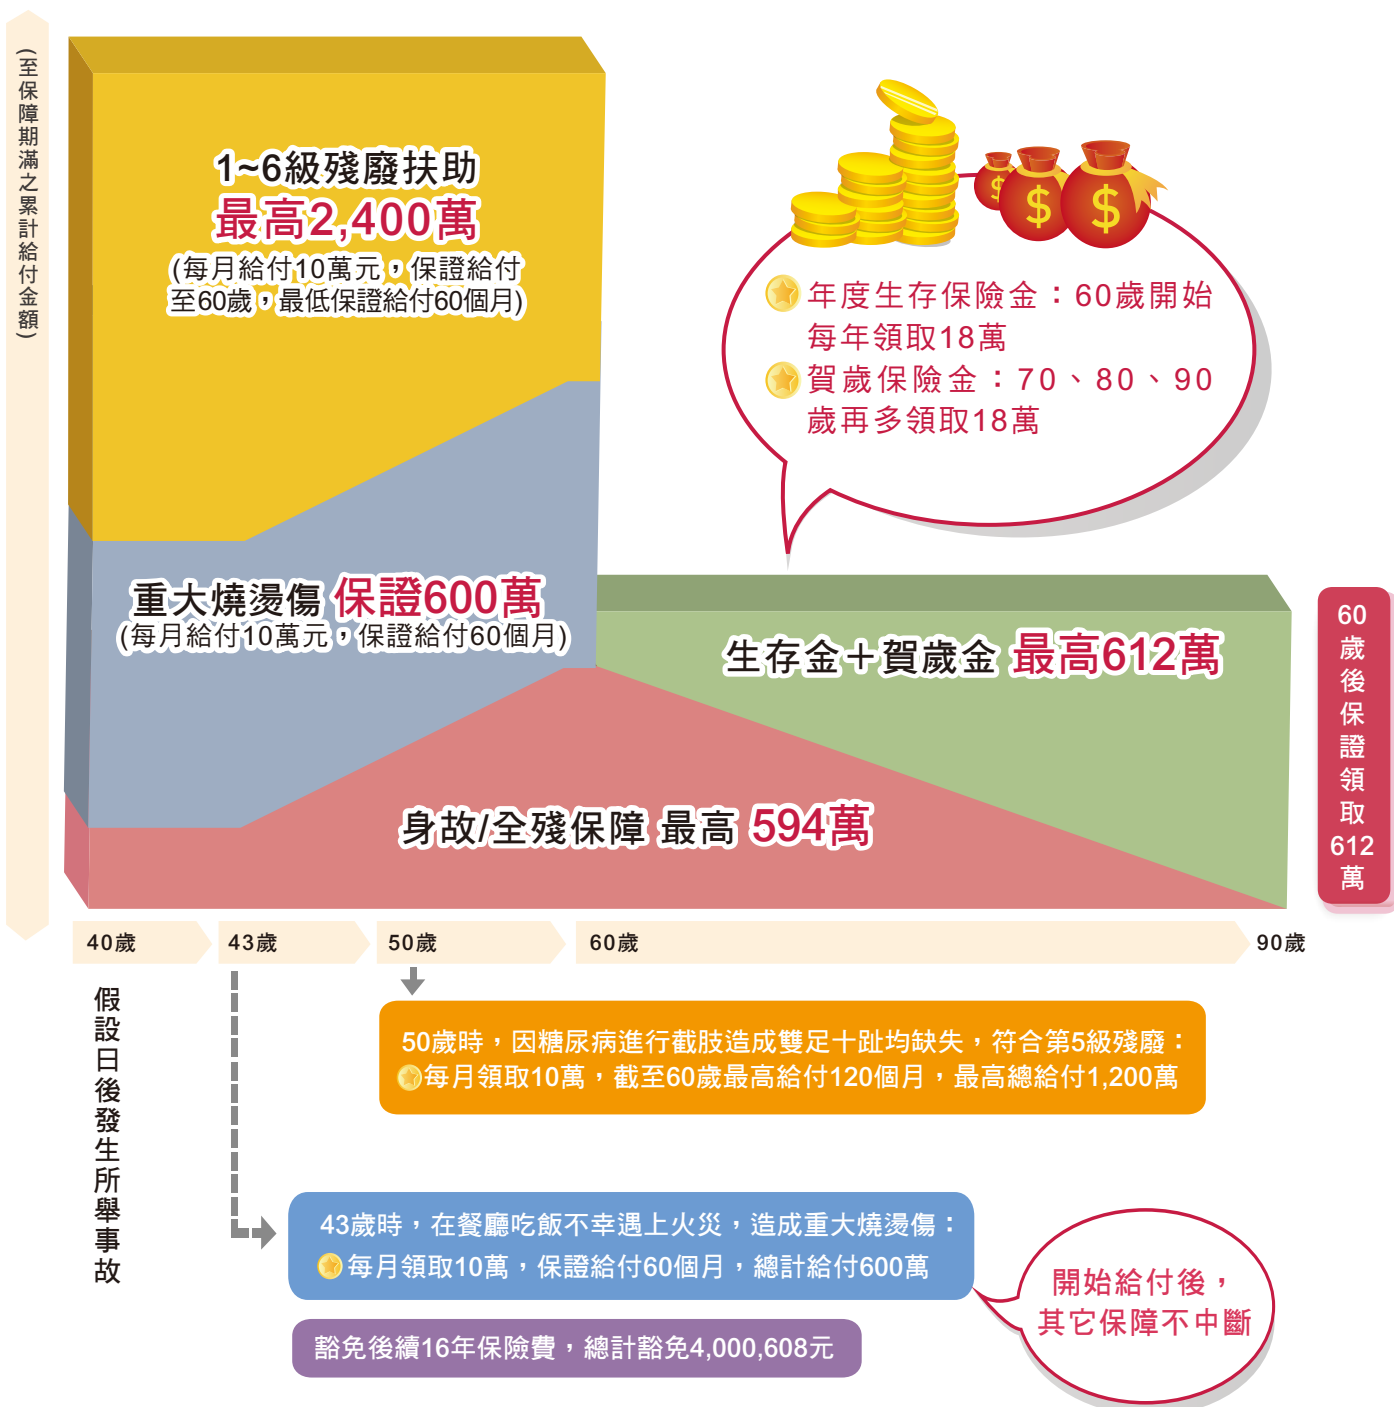 (至保障期滿之累計給付金額)
1~6級殘廢扶助
最高2,400萬
(每月給付10萬元，保證給付
至60歲，最低保證給付60個月)
年度生存保險金：60歲開始
每年領取18萬
賀歲保險金：70、80、90
歲再多領取18萬
重大燒燙傷 保證600萬
(每月給付10萬元，保證給付60個月)
生存金＋賀歲金 最高612萬
60歲後保證領取612萬
身故/全殘保障 最高 594萬
40歲
43歲
50歲
60歲
90歲
假設日後發生所舉事故
50歲時，因糖尿病進行截肢造成雙足十趾均缺失，符合第5級殘廢：
每月領取10萬，截至60歲最高給付120個月，最高總給付1,200萬
43歲時，在餐廳吃飯不幸遇上火災，造成重大燒燙傷：
每月領取10萬，保證給付60個月，總計給付600萬
開始給付後，
其它保障不中斷
豁免後續16年保險費，總計豁免4,000,608元